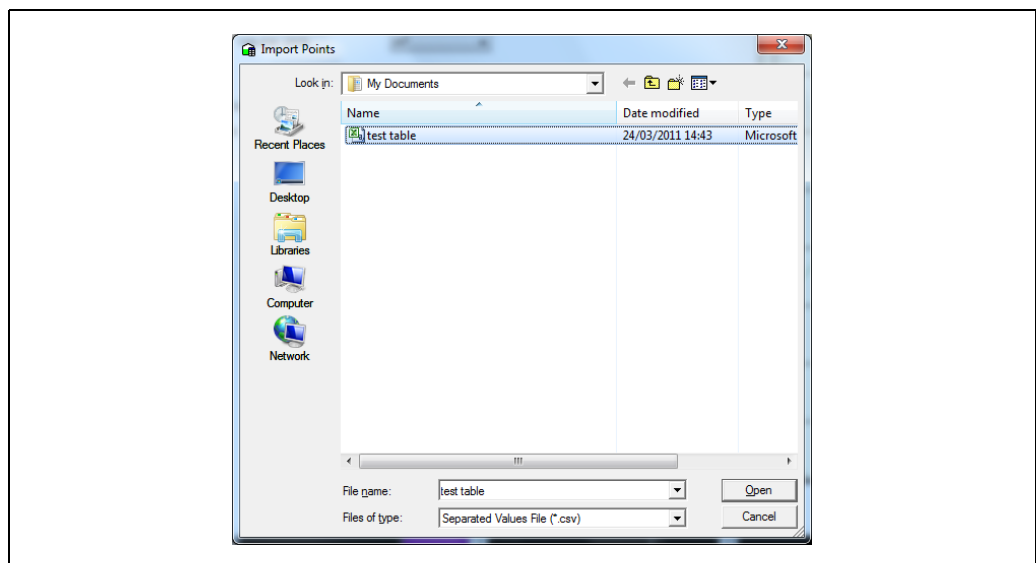 Import Points
Look in: My Documents
Name Date modified Type
test table 24/03/2011 14:43 Microsoft
Recent Places
Desktop
Libraries
Computer
Network
File name: test table Open
Files of type: Separated Values File (*.csv) Cancel